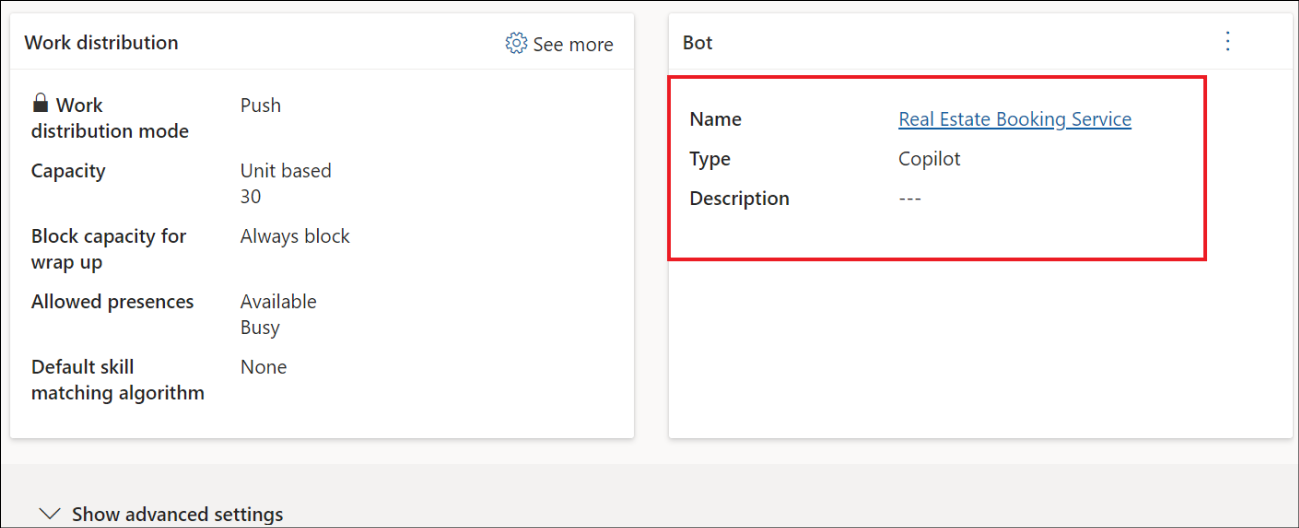 Work distribution
See more
Work
distribution mode
Push
Capacity
Unit based
30
Block capacity for
wrap up
Always block
Allowed presences
Available
Busy
Default skill
matching algorithm
None
Bot
Name
Real Estate Booking Service
Type
Copilot
Description
---
Show advanced settings